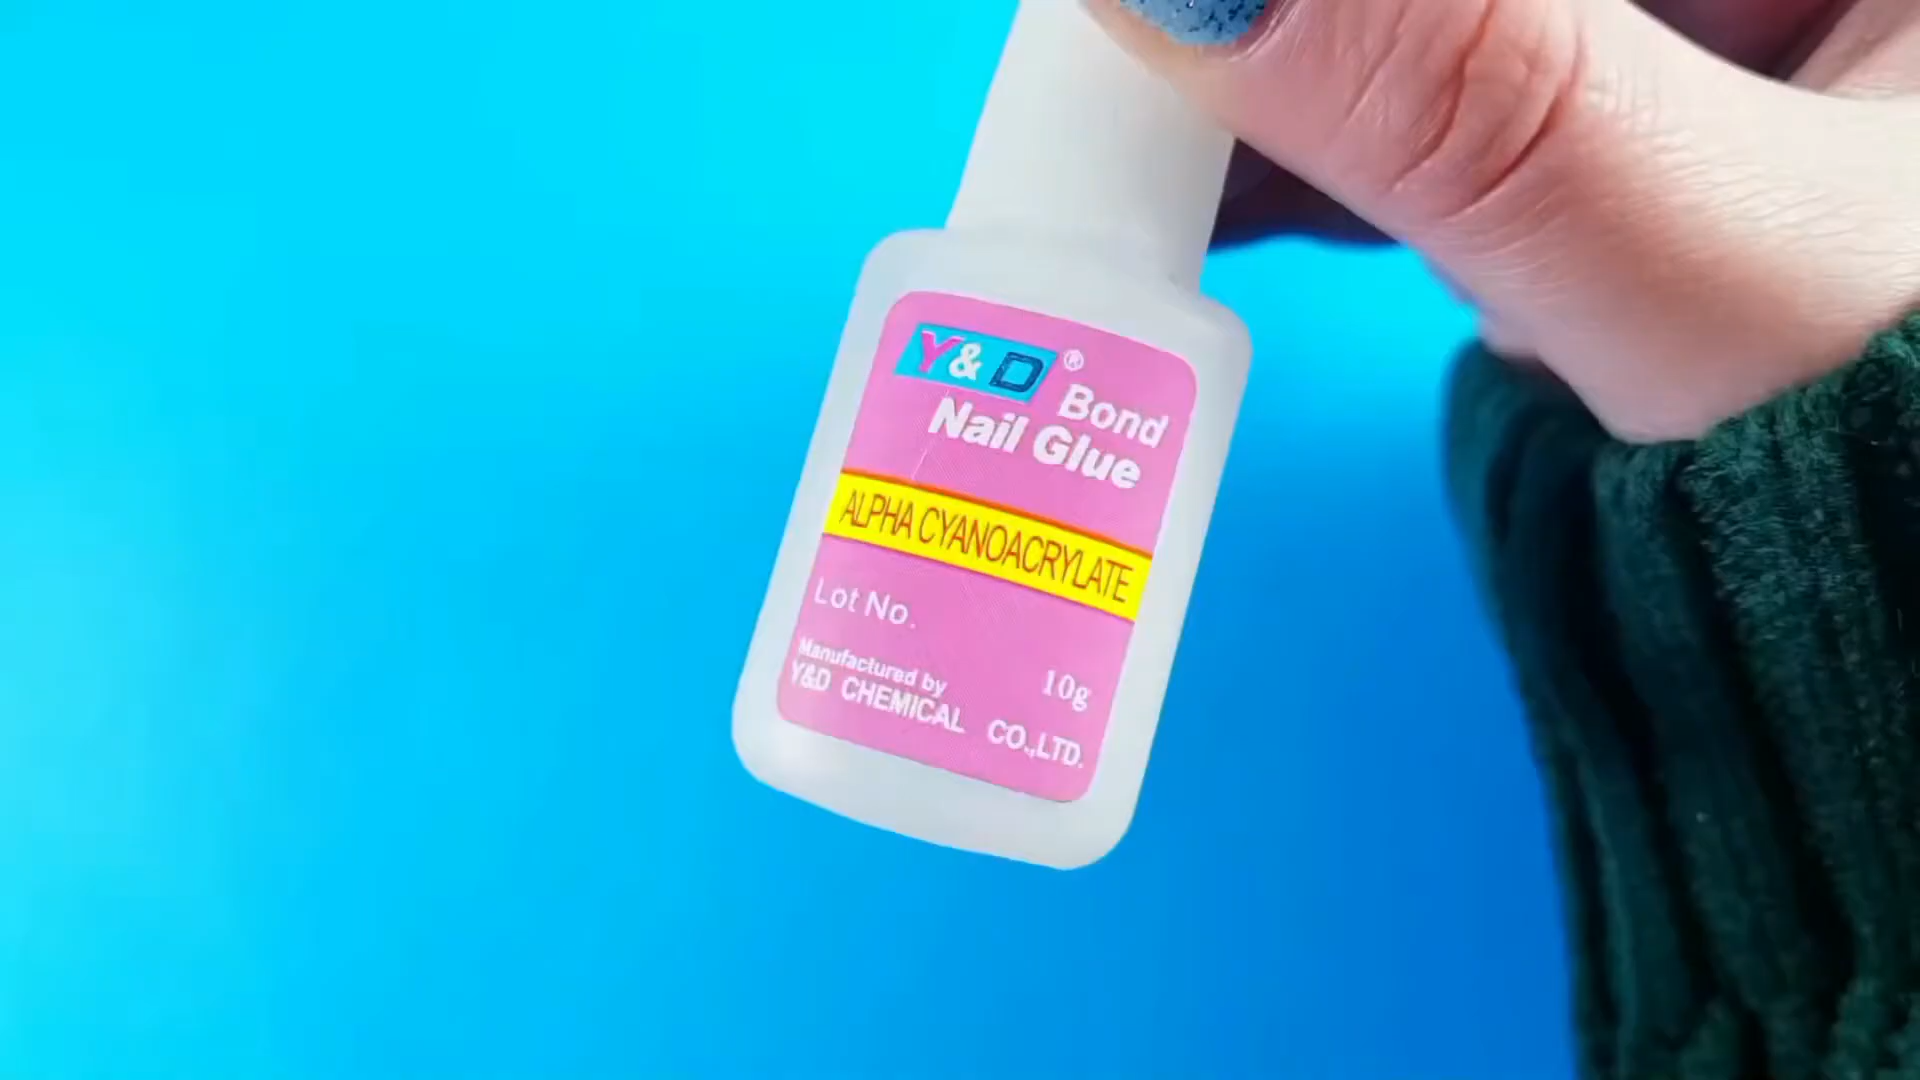 Y&D® Bond
Nail Glue
ALPHA CYANOACRYLATE
Lot No.
Manufactured by
10g
Y&D CHEMICAL CO.,LTD.